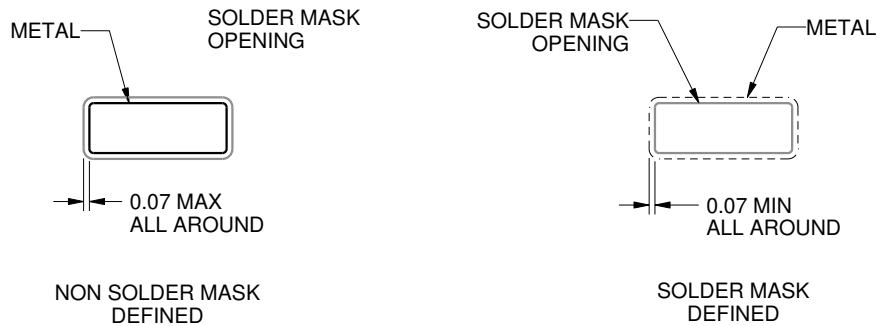 METAL
SOLDER MASK
OPENING
0.07 MAX
ALL AROUND
NON SOLDER MASK
DEFINED
SOLDER MASK
OPENING
METAL
0.07 MIN
ALL AROUND
SOLDER MASK
DEFINED